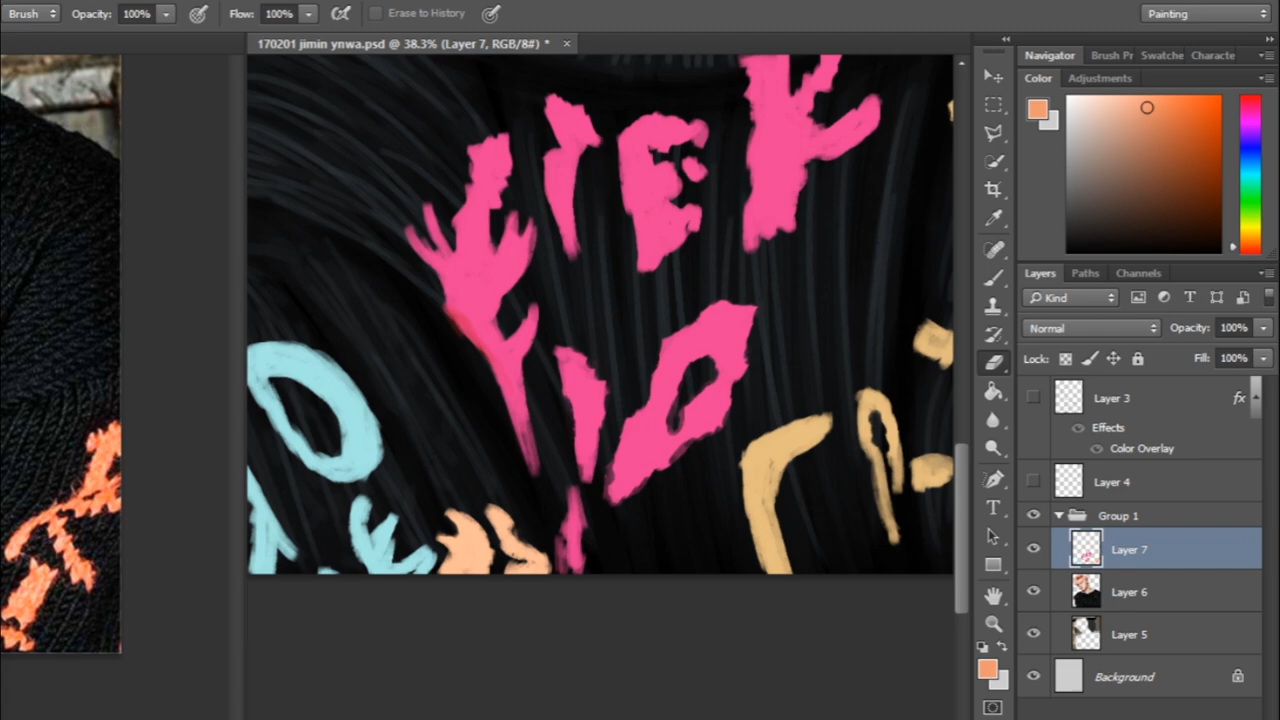 Brush Opacity: 100% Flow: 100% Erase to History Painting
170201 jimin ynwa.psd @ 38.3% (Layer 7, RGB/8#) * ×
Navigator Brush Pr Swatche Characte
Color Adjustments
Layers Paths Channels
Kind
Normal Opacity: 100%
Lock: Fill: 100%
Layer 3 fx
Effects
Color Overlay
Layer 4
Group 1
Layer 7
Layer 6
Layer 5
Background